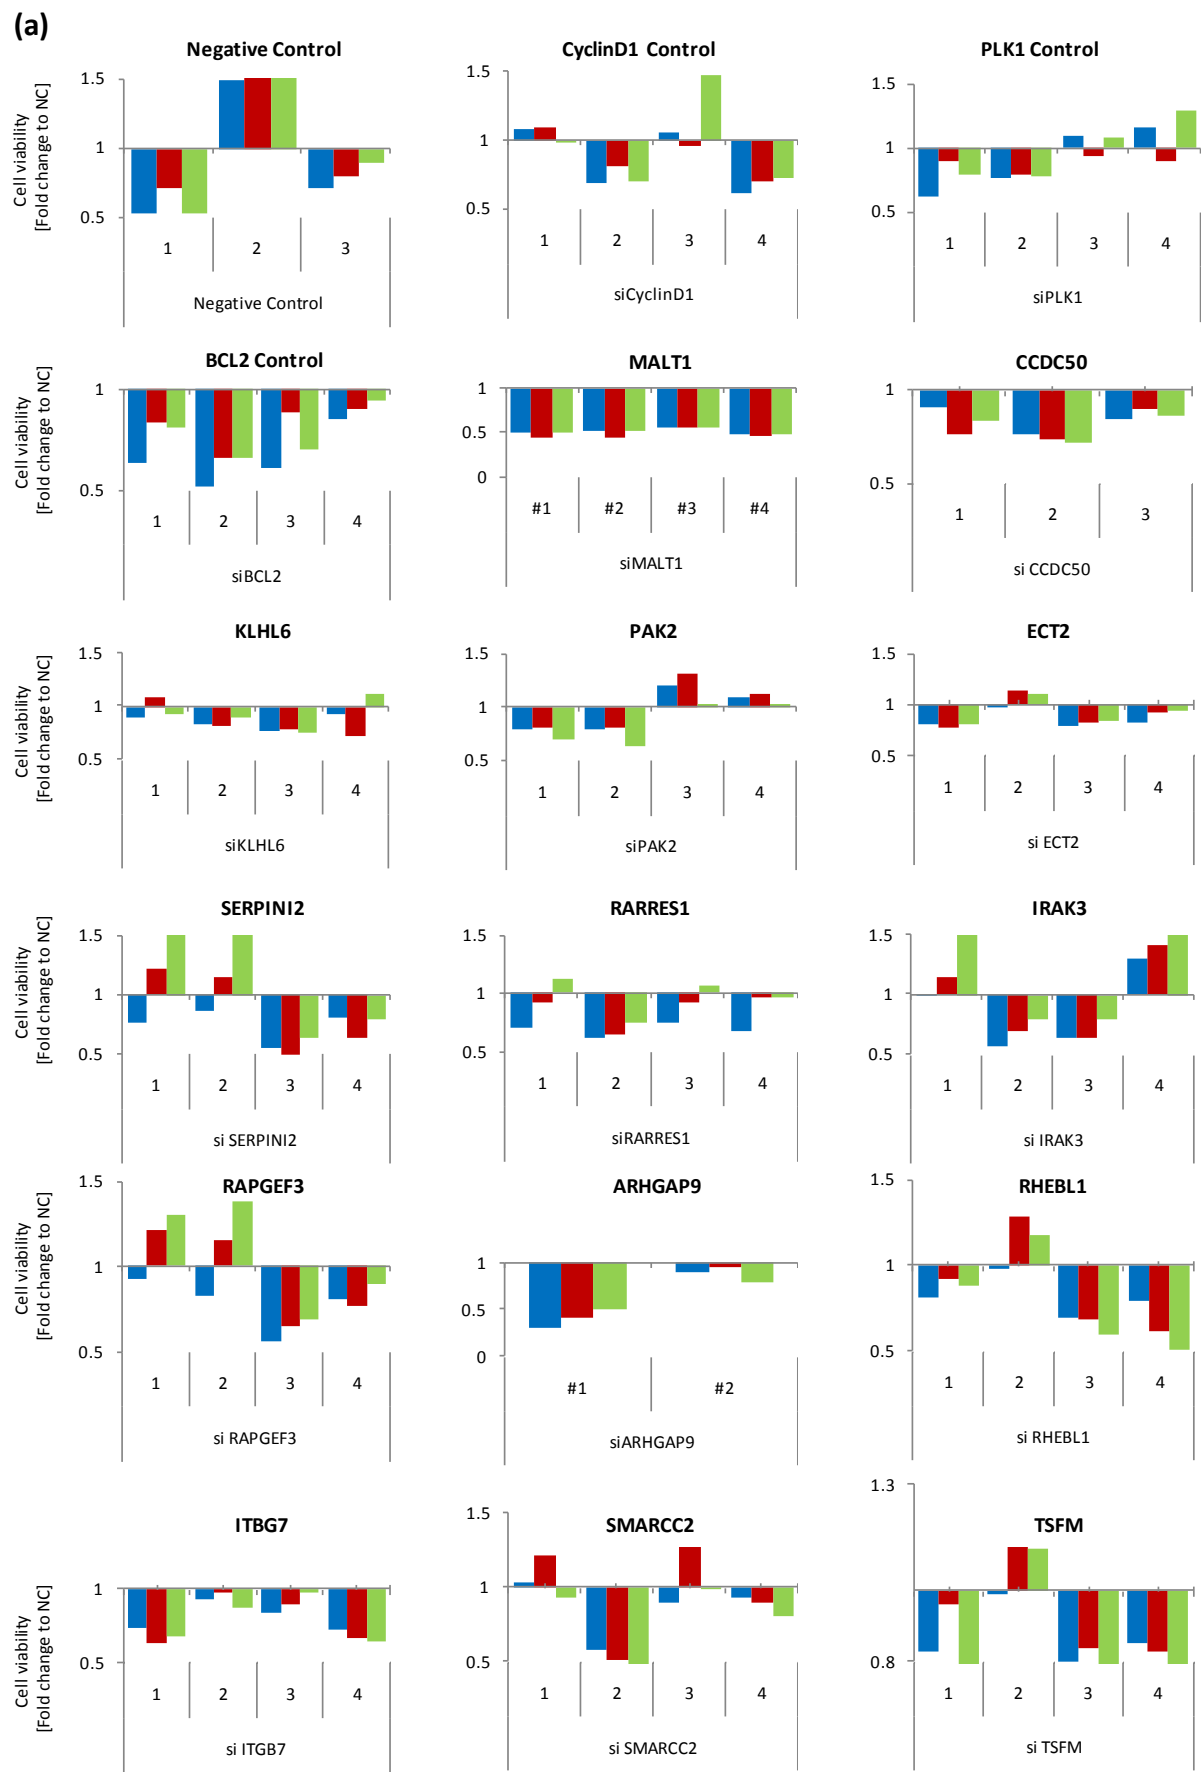 (a)
Negative Control
CyclinD1 Control
PLK1 Control
Cell viability
[Fold change to NC]
1.5
1
0.5
1 2 3
Negative Control
1.5
1
0.5
1 2 3 4
siCyclinD1
1.5
1
0.5
1 2 3 4
siPLK1
BCL2 Control
MALT1
CCDC50
Cell viability
[Fold change to NC]
1
0.5
1 2 3 4
siBCL2
1
0.5
0
#1 #2 #3 #4
siMALT1
1
0.5
1 2 3
si CCDC50
KLHL6
PAK2
ECT2
Cell viability
[Fold change to NC]
1.5
1
0.5
1 2 3 4
siKLHL6
1.5
1
0.5
1 2 3 4
siPAK2
1.5
1
0.5
1 2 3 4
si ECT2
SERPINI2
RARRES1
IRAK3
Cell viability
[Fold change to NC]
1.5
1
0.5
1 2 3 4
si SERPINI2
1.5
1
0.5
1 2 3 4
siRARRES1
1.5
1
0.5
1 2 3 4
si IRAK3
RAPGEF3
ARHGAP9
RHEBL1
Cell viability
[Fold change to NC]
1.5
1
0.5
1 2 3 4
si RAPGEF3
1
0.5
0
#1 #2
siARHGAP9
1.5
1
0.5
1 2 3 4
si RHEBL1
ITBG7
SMARCC2
TSFM
Cell viability
[Fold change to NC]
1
0.5
1 2 3 4
si ITGB7
1.5
1
0.5
1 2 3 4
si SMARCC2
1.3
0.8
1 2 3 4
si TSFM